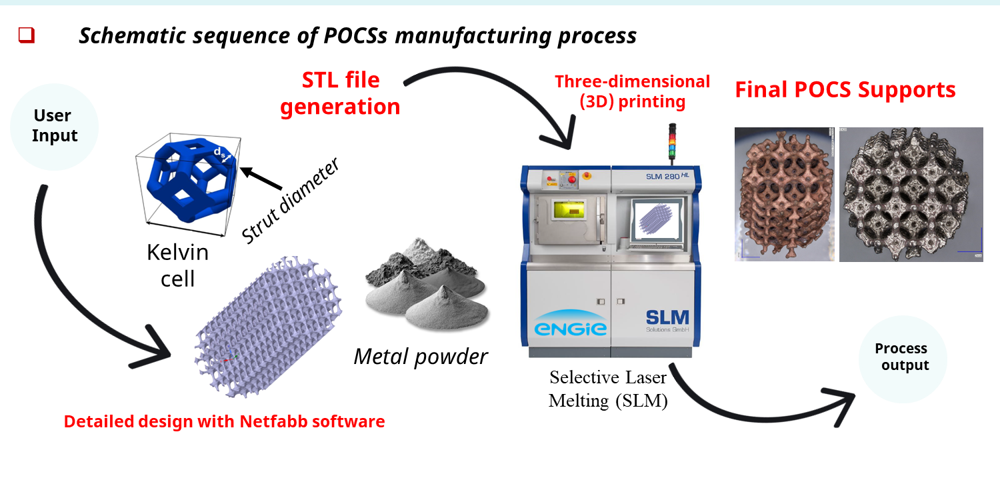 Schematic sequence of POCSs manufacturing process
STL file
generation
Three-dimensional
(3D) printing
Final POCS Supports
User
Input
ds
Strut diameter
Kelvin
cell
SLM 280 HL
ENGIE
SLM
Solutions GmbH
Metal powder
Selective Laser
Melting (SLM)
Process
output
Detailed design with Netfabb software